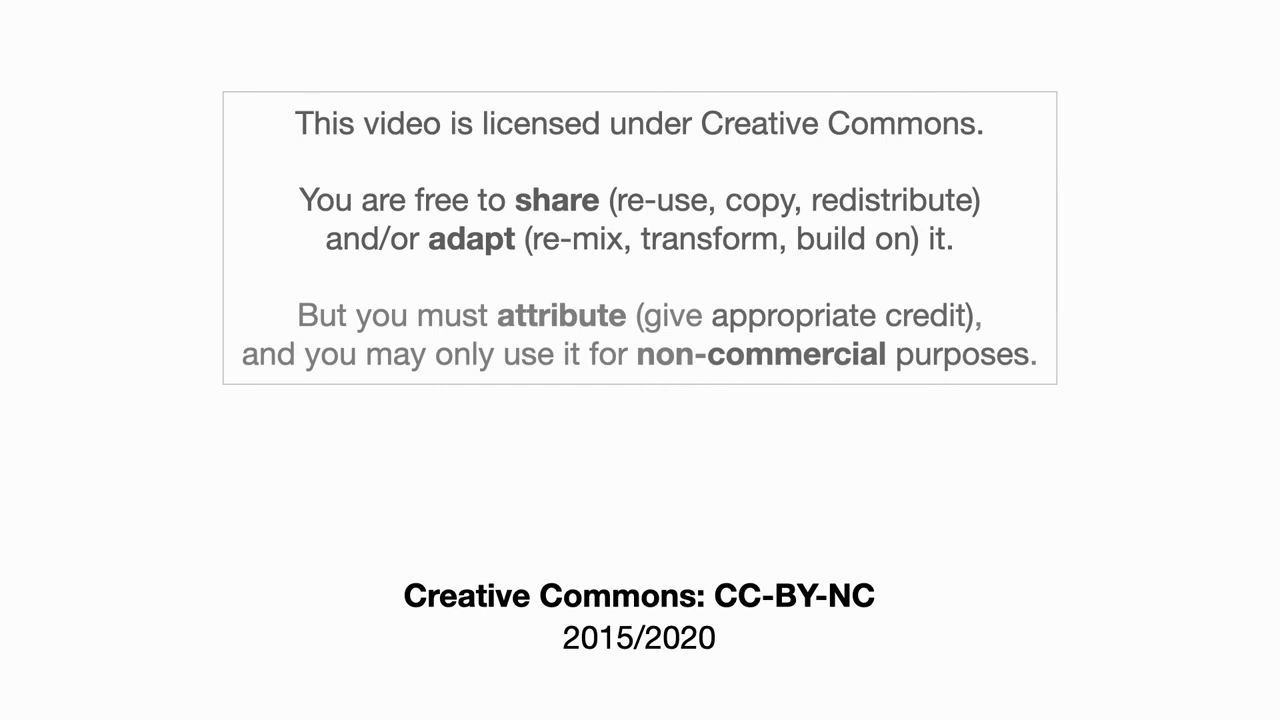 This video is licensed under Creative Commons.
You are free to share (re-use, copy, redistribute)
and/or adapt (re-mix, transform, build on) it.
But you must attribute (give appropriate credit),
and you may only use it for non-commercial purposes.
Creative Commons: CC-BY-NC
2015/2020